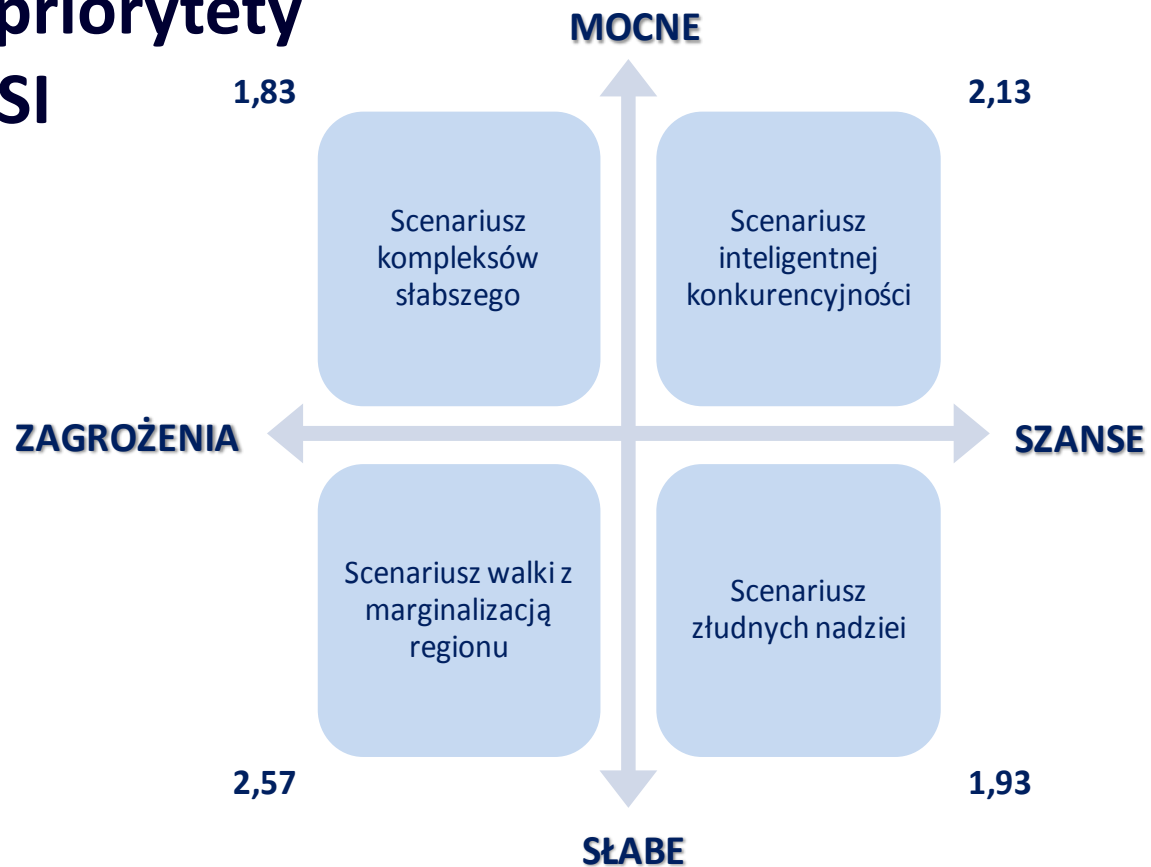 priorytety
SI
MOCNE
1,83
2,13
Scenariusz
kompleksów
słabszego
Scenariusz
inteligentnej
konkurencyjności
ZAGROŻENIA
SZANSE
Scenariusz walki z
marginalizacją
regionu
Scenariusz
złudnych nadziei
2,57
1,93
SŁABE